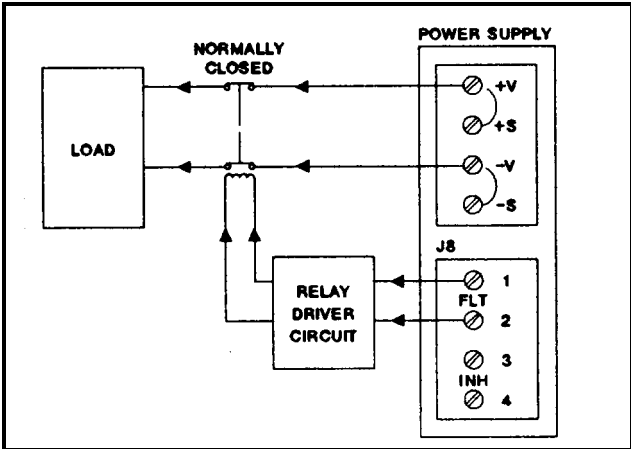 POWER SUPPLY
NORMALLY
CLOSED
+V
+S
LOAD
-V
-S
J8
1
FLT
2
RELAY
DRIVER
CIRCUIT
3
INH
4